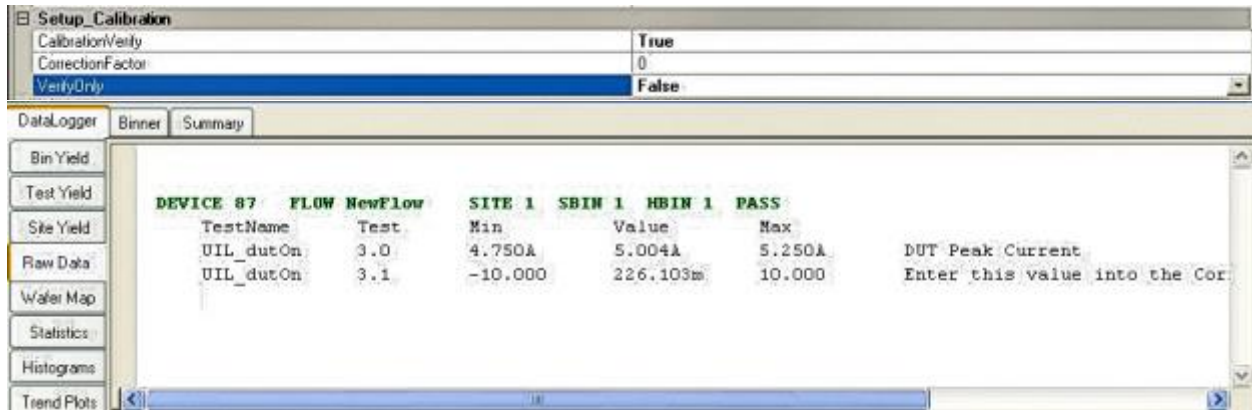 Setup_Calibration
CalibrationVerify True
CorrectionFactor 0
VerifyOnly False
DataLogger Binner Summary
Bin Yield
Test Yield
Site Yield
Raw Data
Wafer Map
Statistics
Histograms
Trend Plots
DEVICE 87 FLOW NewFlow SITE 1 SBIN 1 HBIN 1 PASS
TestName Test Min Value Max
UIL_dutOn 3.0 4.750A 5.004A 5.250A DUT Peak Current
UIL_dutOn 3.1 -10.000 226.103m 10.000 Enter this value into the Cor